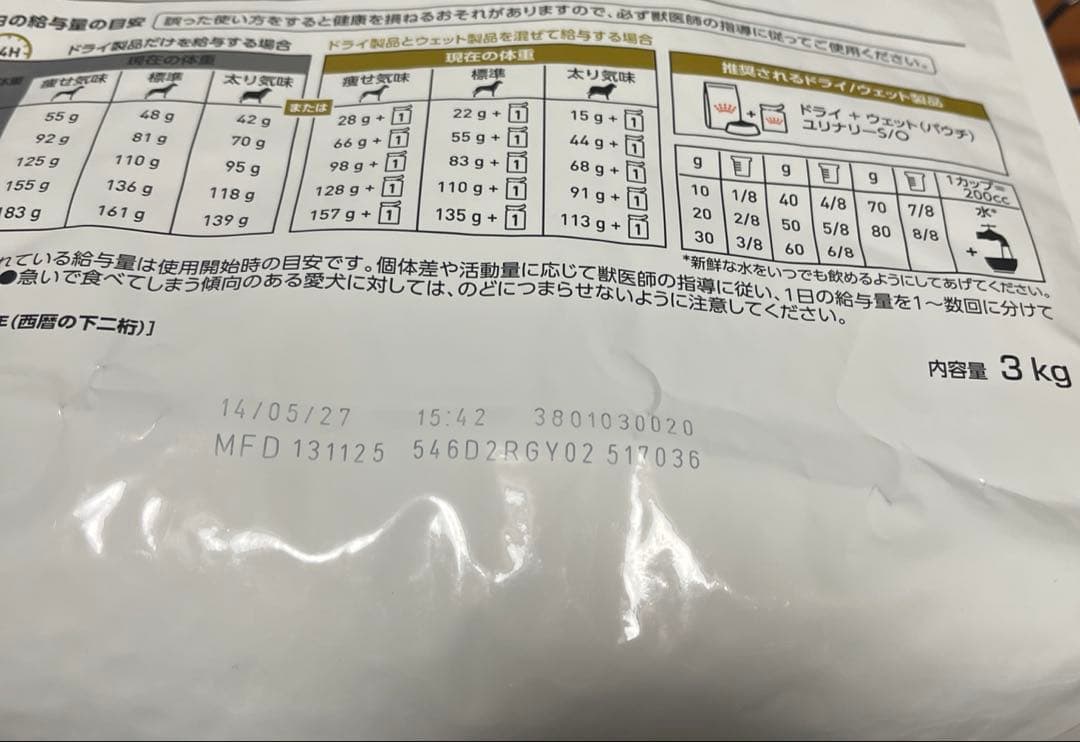 日の給与量の目安 誤った使い方をすると健康を損ねるおそれがありますので、必ず獣医師の指導に従ってご使用ください。
4H
ドライ製品だけを給与する場合
現在の体重
痩せ気味 標準 太り気味
55 g 48 g 42 g
92 g 81 g 70 g
125 g 110 g 95 g
155 g 136 g 118 g
183 g 161 g 139 g
または
ドライ製品とウェット製品を混ぜて給与する場合
現在の体重
痩せ気味 標準 太り気味
28 g + 1 22 g + 1 15 g + 1
66 g + 1 55 g + 1 44 g + 1
98 g + 1 83 g + 1 68 g + 1
128 g + 1 110 g + 1 91 g + 1
157 g + 1 135 g + 1 113 g + 1
推奨されるドライ/ウェット製品
+ ドライ + ウェット(パウチ)
ユリナリーS/O
g g g 1カップ=
200cc
10 1/8 40 4/8 70 7/8 水*
20 2/8 50 5/8 80 8/8
30 3/8 60 6/8 +
*新鮮な水をいつでも飲めるようにしてあげてください。
れている給与量は使用開始時の目安です。個体差や活動量に応じて獣医師の指導に従い、1日の給与量を1～数回に分けて
●急いで食べてしまう傾向のある愛犬に対しては、のどにつまらせないように注意してください。
年(西暦の下二桁)]
内容量 3 kg
14/05/27 15:42 3801030020
MFD 131125 546D2RGY02 517036